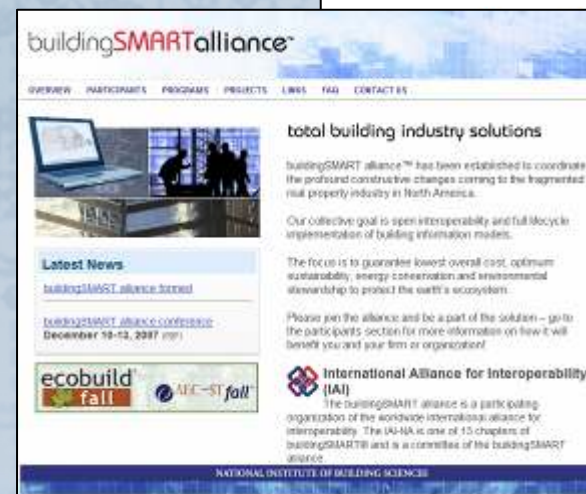 buildingSMARTalliance™
OVERVIEW PARTICIPANTS PROGRAMS PROJECTS LINKS FAQ CONTACT US
total building industry solutions
buildingSMART alliance™ has been established to coordinate
the profound constructive changes coming to the fragmented
real property industry in North America.
Our collective goal is open interoperability and full lifecycle
implementation of building information models.
The focus is to guarantee lowest overall cost, optimum
sustainability, energy conservation and environmental
stewardship to protect the earth's ecosystem.
Please join the alliance and be a part of the solution – go to
the participants section for more information on how it will
benefit you and your firm or organization!
International Alliance for Interoperability
(IAI)
The buildingSMART alliance is a participating
organization of the worldwide international alliance for
interoperability. The IAI-NA is one of 13 chapters of
buildingSMART® and is a committee of the buildingSMART
alliance.
Latest News
buildingSMART alliance formed
buildingSMART alliance conference
December 10-13, 2007 (PDF)
ecobuild
fall
AEC-ST fall
NATIONAL INSTITUTE OF BUILDING SCIENCES